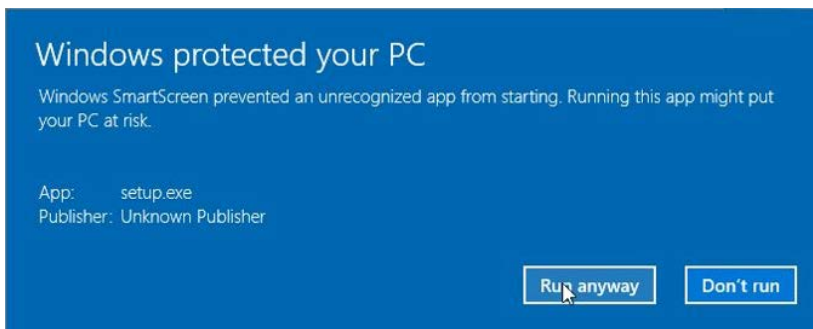 Windows protected your PC
Windows SmartScreen prevented an unrecognized app from starting. Running this app might put
your PC at risk.
App: setup.exe
Publisher: Unknown Publisher
Run anyway Don't run